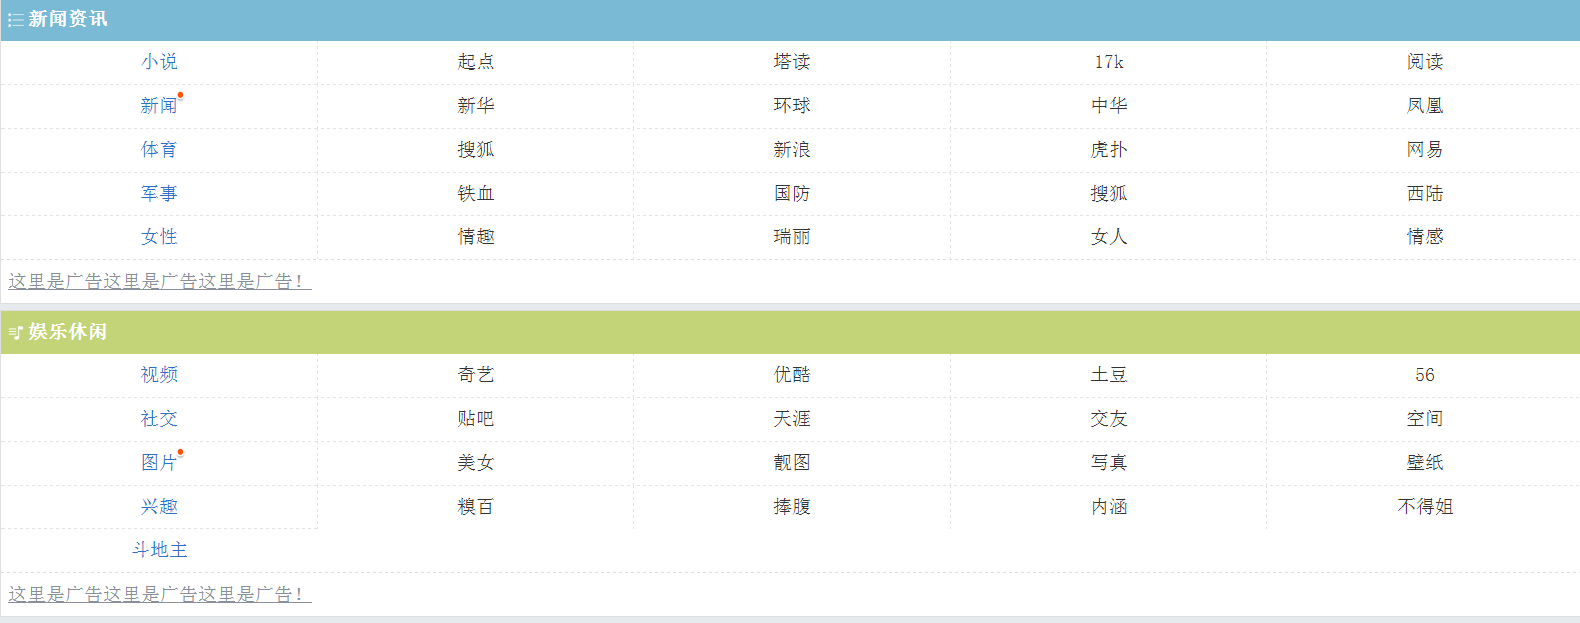 新闻资讯
小说 起点 塔读 17k 阅读
新闻 新华 环球 中华 凤凰
体育 搜狐 新浪 虎扑 网易
军事 铁血 国防 搜狐 西陆
女性 情趣 瑞丽 女人 情感
这里是广告这里是广告这里是广告！
娱乐休闲
视频 奇艺 优酷 土豆 56
社交 贴吧 天涯 交友 空间
图片 美女 靓图 写真 壁纸
兴趣 糗百 捧腹 内涵 不得姐
斗地主
这里是广告这里是广告这里是广告！